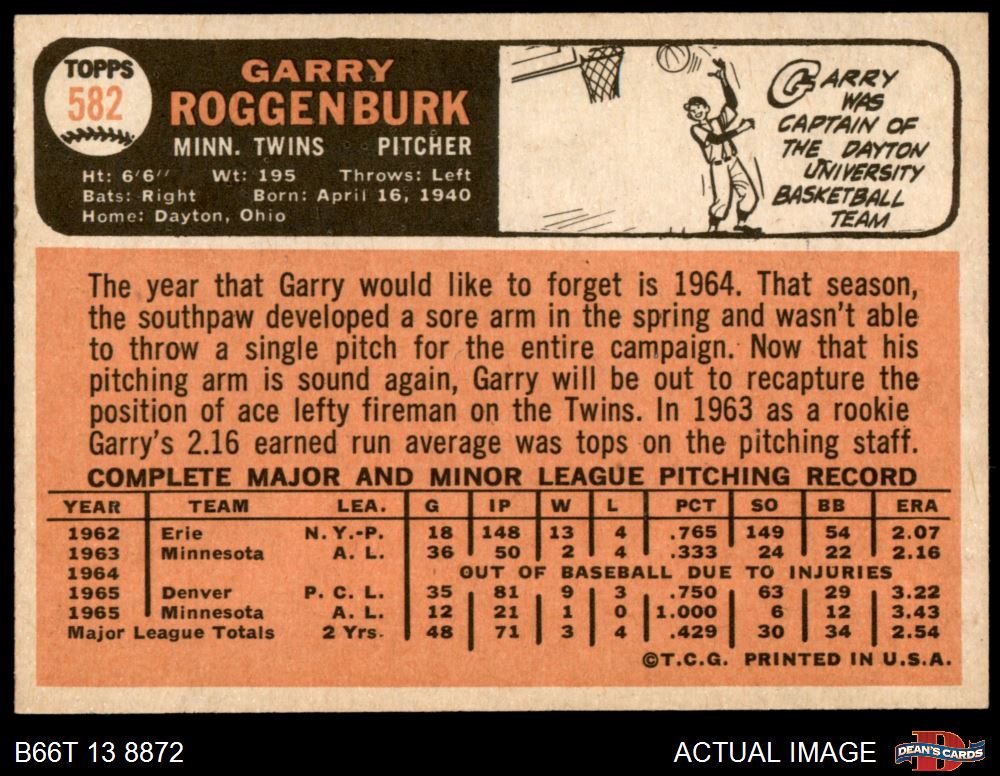 TOPPS
582
GARRY
ROGGENBURK
MINN. TWINS PITCHER
Ht: 6'6" Wt: 195 Throws: Left
Bats: Right Born: April 16, 1940
Home: Dayton, Ohio
GARRY
WAS
CAPTAIN OF
THE DAYTON
UNIVERSITY
BASKETBALL
TEAM
The year that Garry would like to forget is 1964. That season,
the southpaw developed a sore arm in the spring and wasn't able
to throw a single pitch for the entire campaign. Now that his
pitching arm is sound again, Garry will be out to recapture the
position of ace lefty fireman on the Twins. In 1963 as a rookie
Garry's 2.16 earned run average was tops on the pitching staff.
COMPLETE MAJOR AND MINOR LEAGUE PITCHING RECORD
YEAR TEAM LEA. G IP W L PCT SO BB ERA
1962 Erie N.Y.-P. 18 148 13 4 .765 149 54 2.07
1963 Minnesota A. L. 36 50 2 4 .333 24 22 2.16
1964 OUT OF BASEBALL DUE TO INJURIES
1965 Denver P. C. L. 35 81 9 3 .750 63 29 3.22
1965 Minnesota A. L. 12 21 1 0 1.000 6 12 3.43
Major League Totals 2 Yrs. 48 71 3 4 .429 30 34 2.54
©T.C.G. PRINTED IN U.S.A.
B66T 13 8872 ACTUAL IMAGE
DEAN'S CARDS